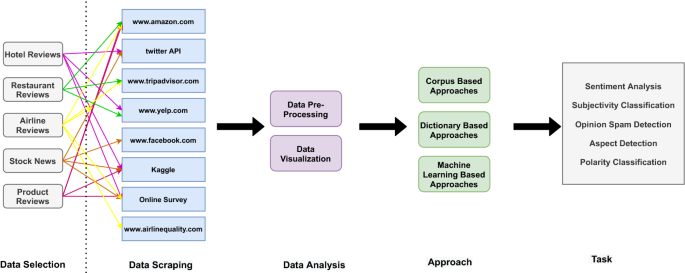 Hotel Reviews
Restaurant
Reviews
Airline
Reviews
Stock News
Product
Reviews
Data Selection
www.amazon.com
twitter API
www.tripadvisor.com
www.yelp.com
www.facebook.com
Kaggle
Online Survey
www.airlinequality.com
Data Scraping
Data Pre-
Processing
Data
Visualization
Data Analysis
Corpus Based
Approaches
Dictionary Based
Approaches
Machine
Learning Based
Approaches
Approach
Sentiment Analysis
Subjectivity Classification
Opinion Spam Detection
Aspect Detection
Polarity Classification
Task